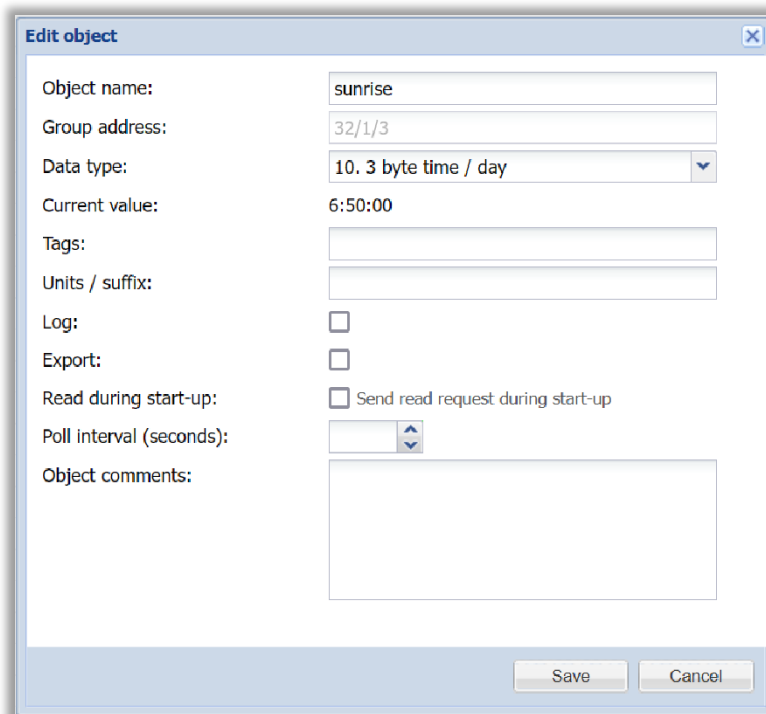 Edit object
Object name: sunrise
Group address: 32/1/3
Data type: 10. 3 byte time / day
Current value: 6:50:00
Tags:
Units / suffix:
Log:
Export:
Read during start-up: Send read request during start-up
Poll interval (seconds):
Object comments:
Save Cancel